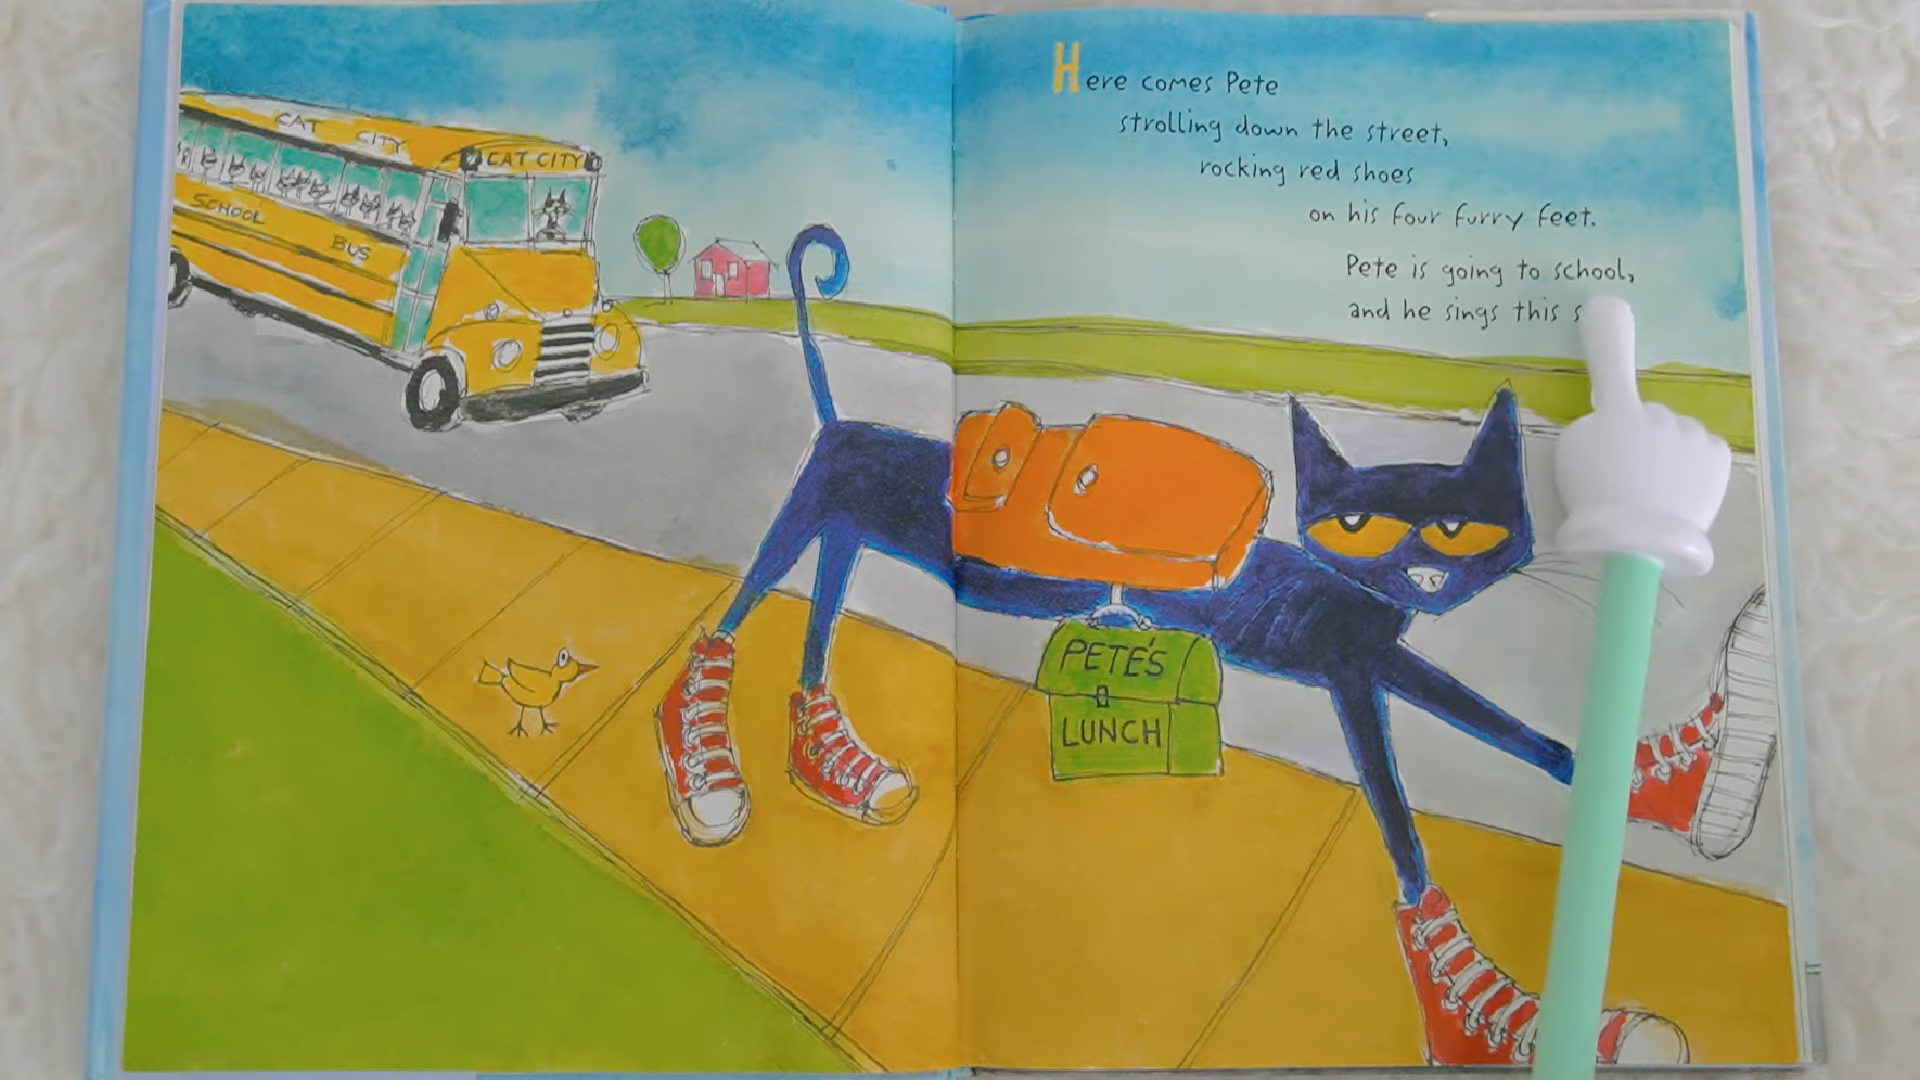 CAT CITY
CAT CITY
SCHOOL BUS
Here comes Pete
strolling down the street,
rocking red shoes
on his four furry feet.
Pete is going to school,
and he sings this
PETE'S
LUNCH